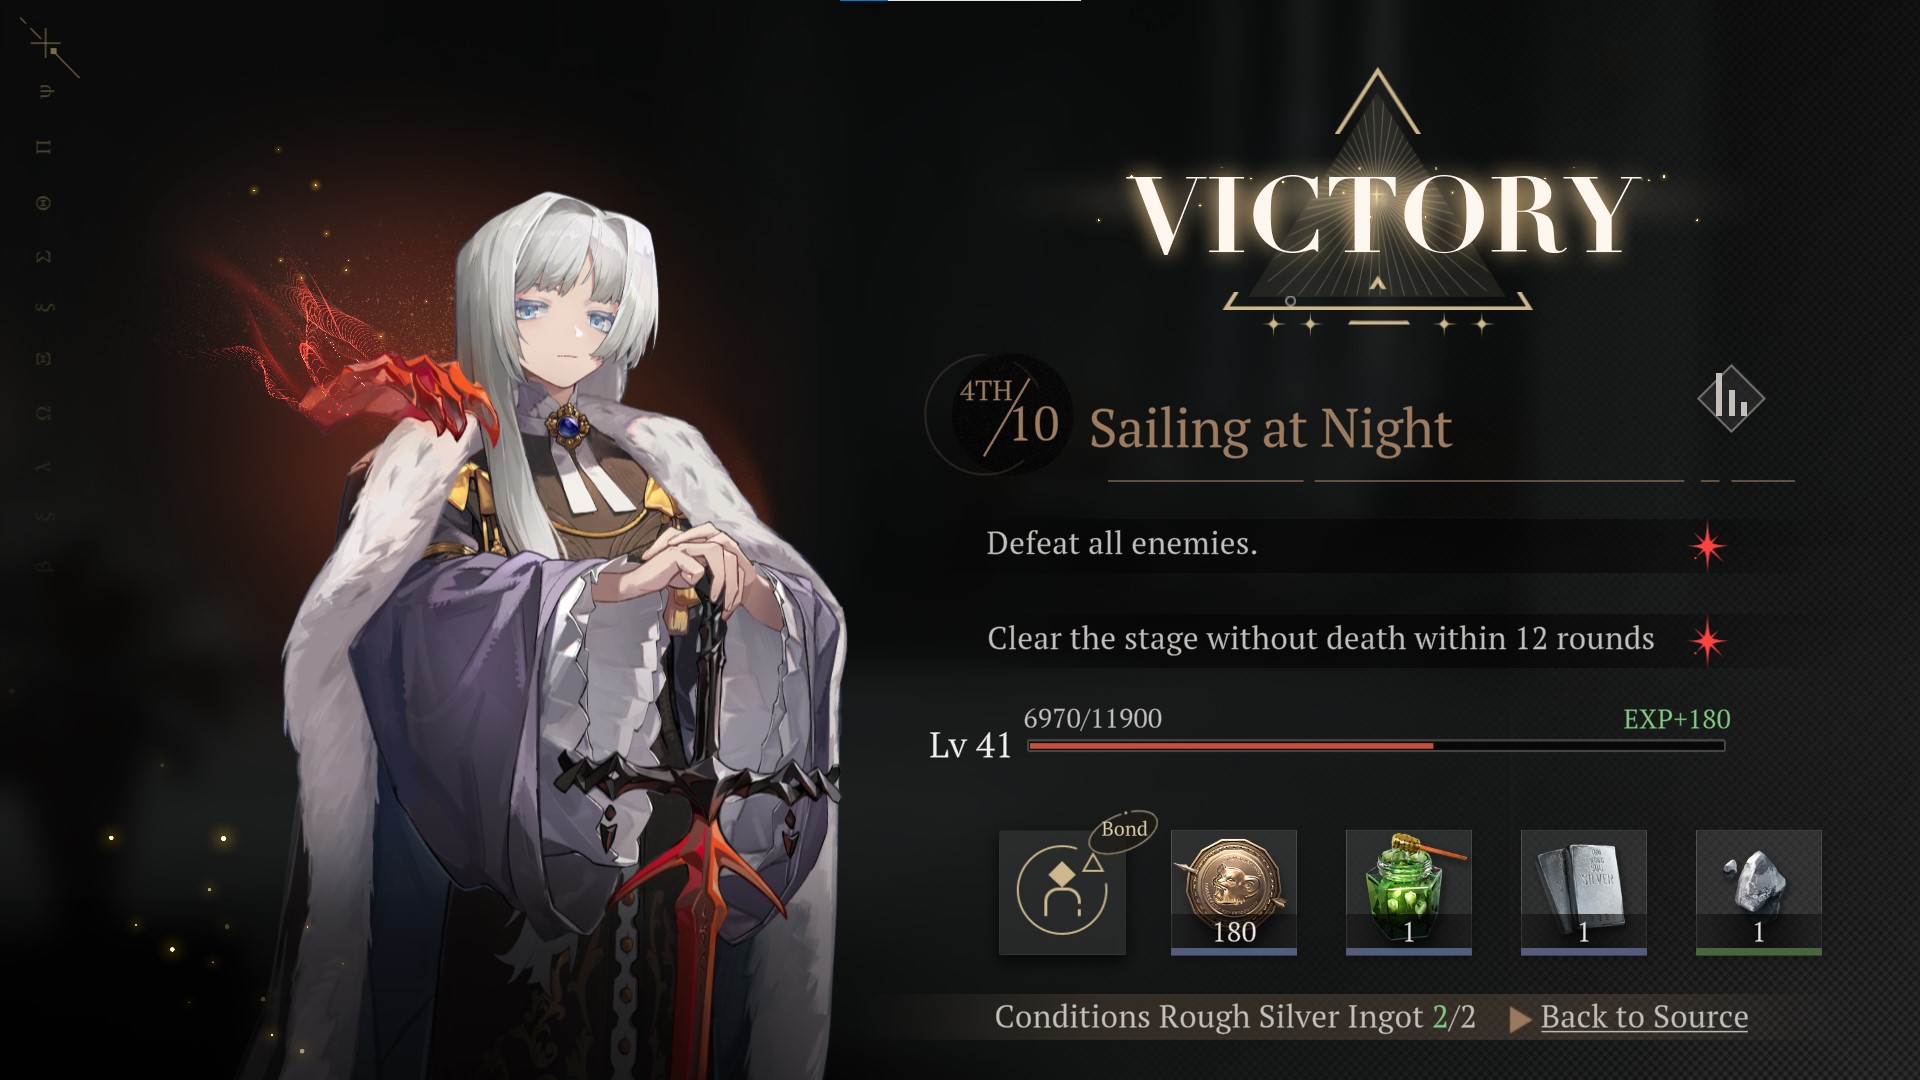 ψ
Π
Θ
Σ
ξ
Ξ
Ω
λ
ξ
β
VICTORY
4TH/10 Sailing at Night
Defeat all enemies.
Clear the stage without death within 12 rounds
6970/11900 EXP+180
Lv 41
Bond
SILVER
180 1 1 1
Conditions Rough Silver Ingot 2/2 Back to Source